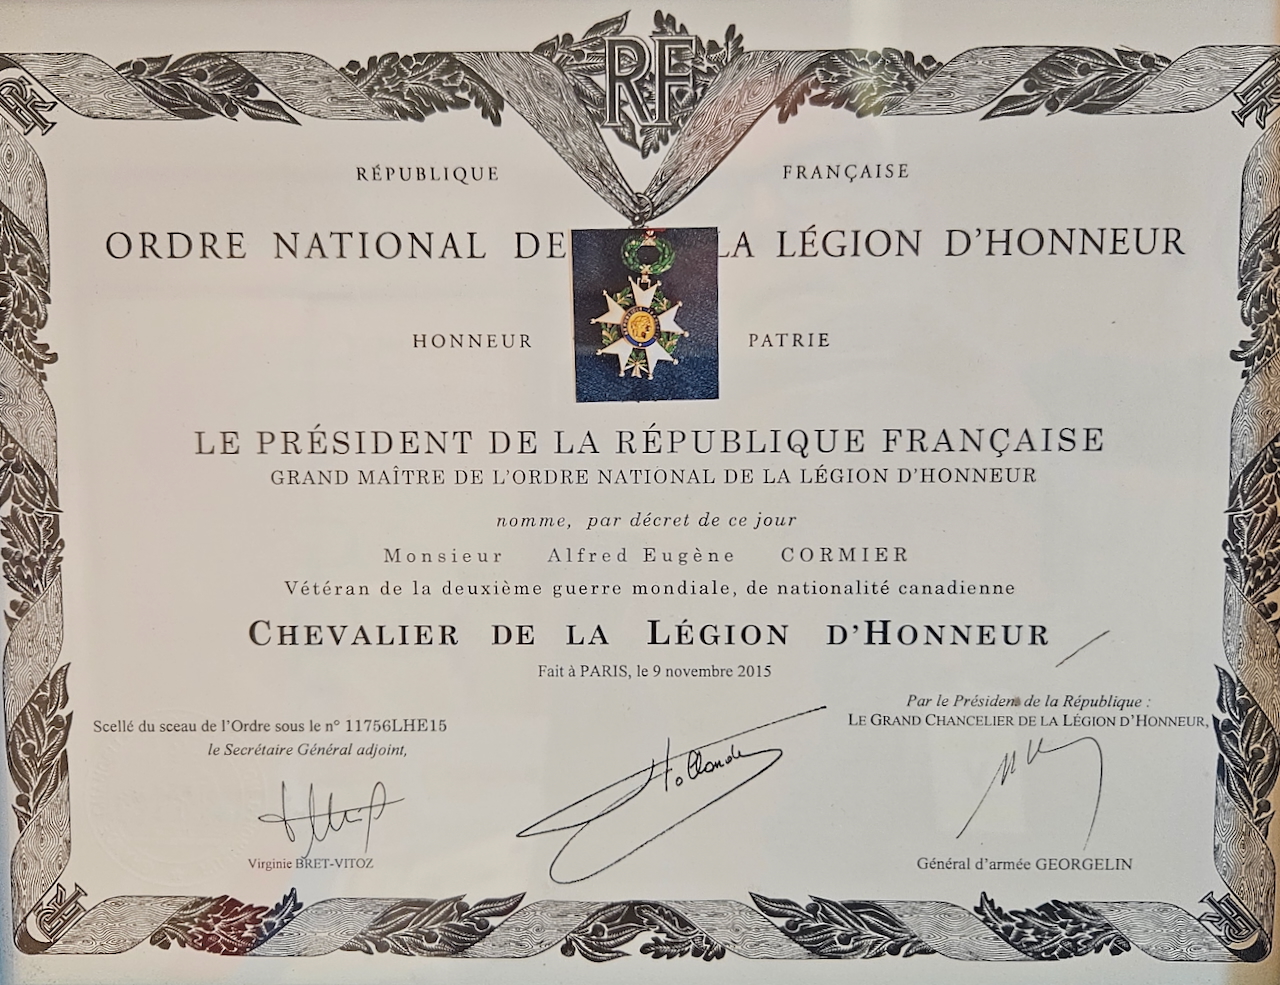 RF
RÉPUBLIQUE FRANÇAISE
ORDRE NATIONAL DE LA LÉGION D'HONNEUR
HONNEUR PATRIE
LE PRÉSIDENT DE LA RÉPUBLIQUE FRANÇAISE
GRAND MAÎTRE DE L'ORDRE NATIONAL DE LA LÉGION D'HONNEUR
nomme, par décret de ce jour
Monsieur Alfred Eugène CORMIER
Vétéran de la deuxième guerre mondiale, de nationalité canadienne
CHEVALIER DE LA LÉGION D'HONNEUR
Fait à PARIS, le 9 novembre 2015
Par le Président de la République :
LE GRAND CHANCELIER DE LA LÉGION D'HONNEUR,
Scellé du sceau de l'Ordre sous le n° 11756LHE15
le Secrétaire Général adjoint,
Hollande
Virginie BRET-VITOZ
Général d'armée GEORGELIN